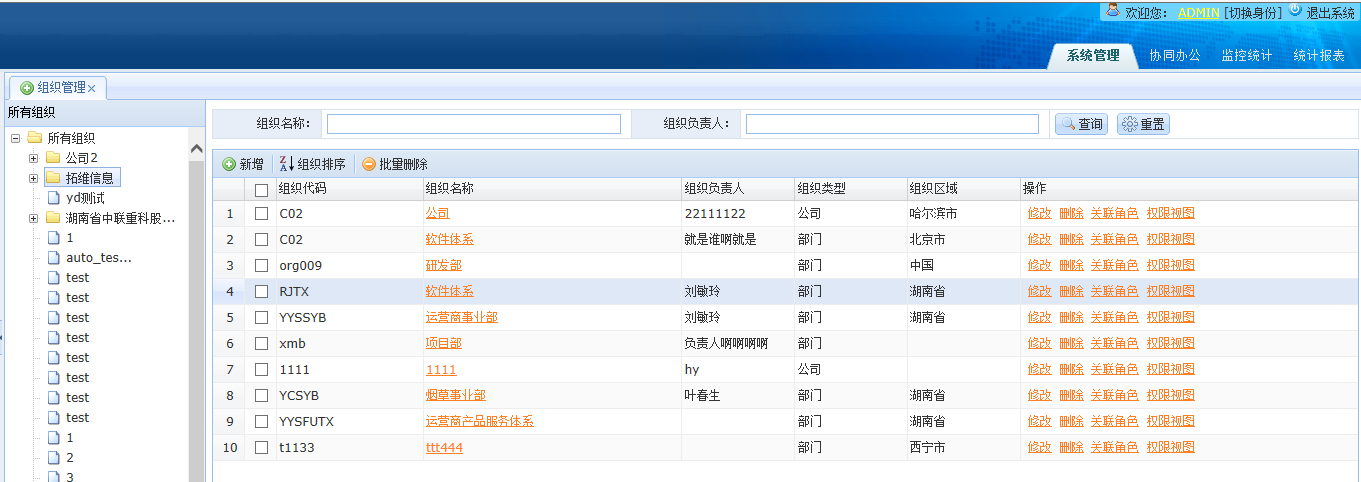 欢迎您： ADMIN [切换身份] 退出系统
系统管理 协同办公 监控统计 统计报表
组织管理×
所有组织
所有组织
公司2
拓维信息
yd测试
湖南省中联重科股...
1
auto_tes...
test
test
test
test
test
test
test
test
1
2
3
组织名称： 组织负责人： 查询 重置
新增 组织排序 批量删除
组织代码 组织名称 组织负责人 组织类型 组织区域 操作
1 C02 公司 22111122 公司 哈尔滨市 修改 删除 关联角色 权限视图
2 C02 软件体系 就是谁啊就是 部门 北京市 修改 删除 关联角色 权限视图
3 org009 研发部 部门 中国 修改 删除 关联角色 权限视图
4 RJTX 软件体系 刘敏玲 部门 湖南省 修改 删除 关联角色 权限视图
5 YYSSYB 运营商事业部 刘敏玲 部门 湖南省 修改 删除 关联角色 权限视图
6 xmb 项目部 负责人啊啊啊啊 部门 修改 删除 关联角色 权限视图
7 1111 1111 hy 公司 修改 删除 关联角色 权限视图
8 YCSYB 烟草事业部 叶春生 部门 湖南省 修改 删除 关联角色 权限视图
9 YYSFUTX 运营商产品服务体系 部门 湖南省 修改 删除 关联角色 权限视图
10 t1133 ttt444 部门 西宁市 修改 删除 关联角色 权限视图